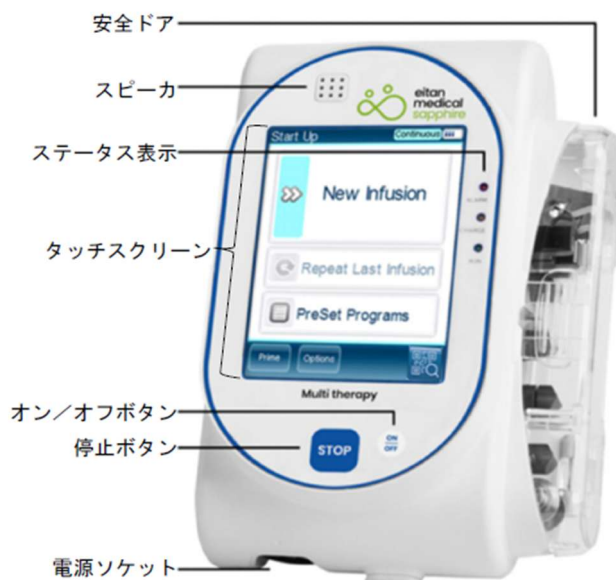 安全ドア
スピーカ
eitan
medical
sapphire
Start Up
Continuous
ステータス表示
New Infusion
ALARM
CHARGE
RUN
タッチスクリーン
Repeat Last Infusion
PreSet Programs
Prime
Options
Multi therapy
オン／オフボタン
ON
OFF
停止ボタン
STOP
電源ソケット